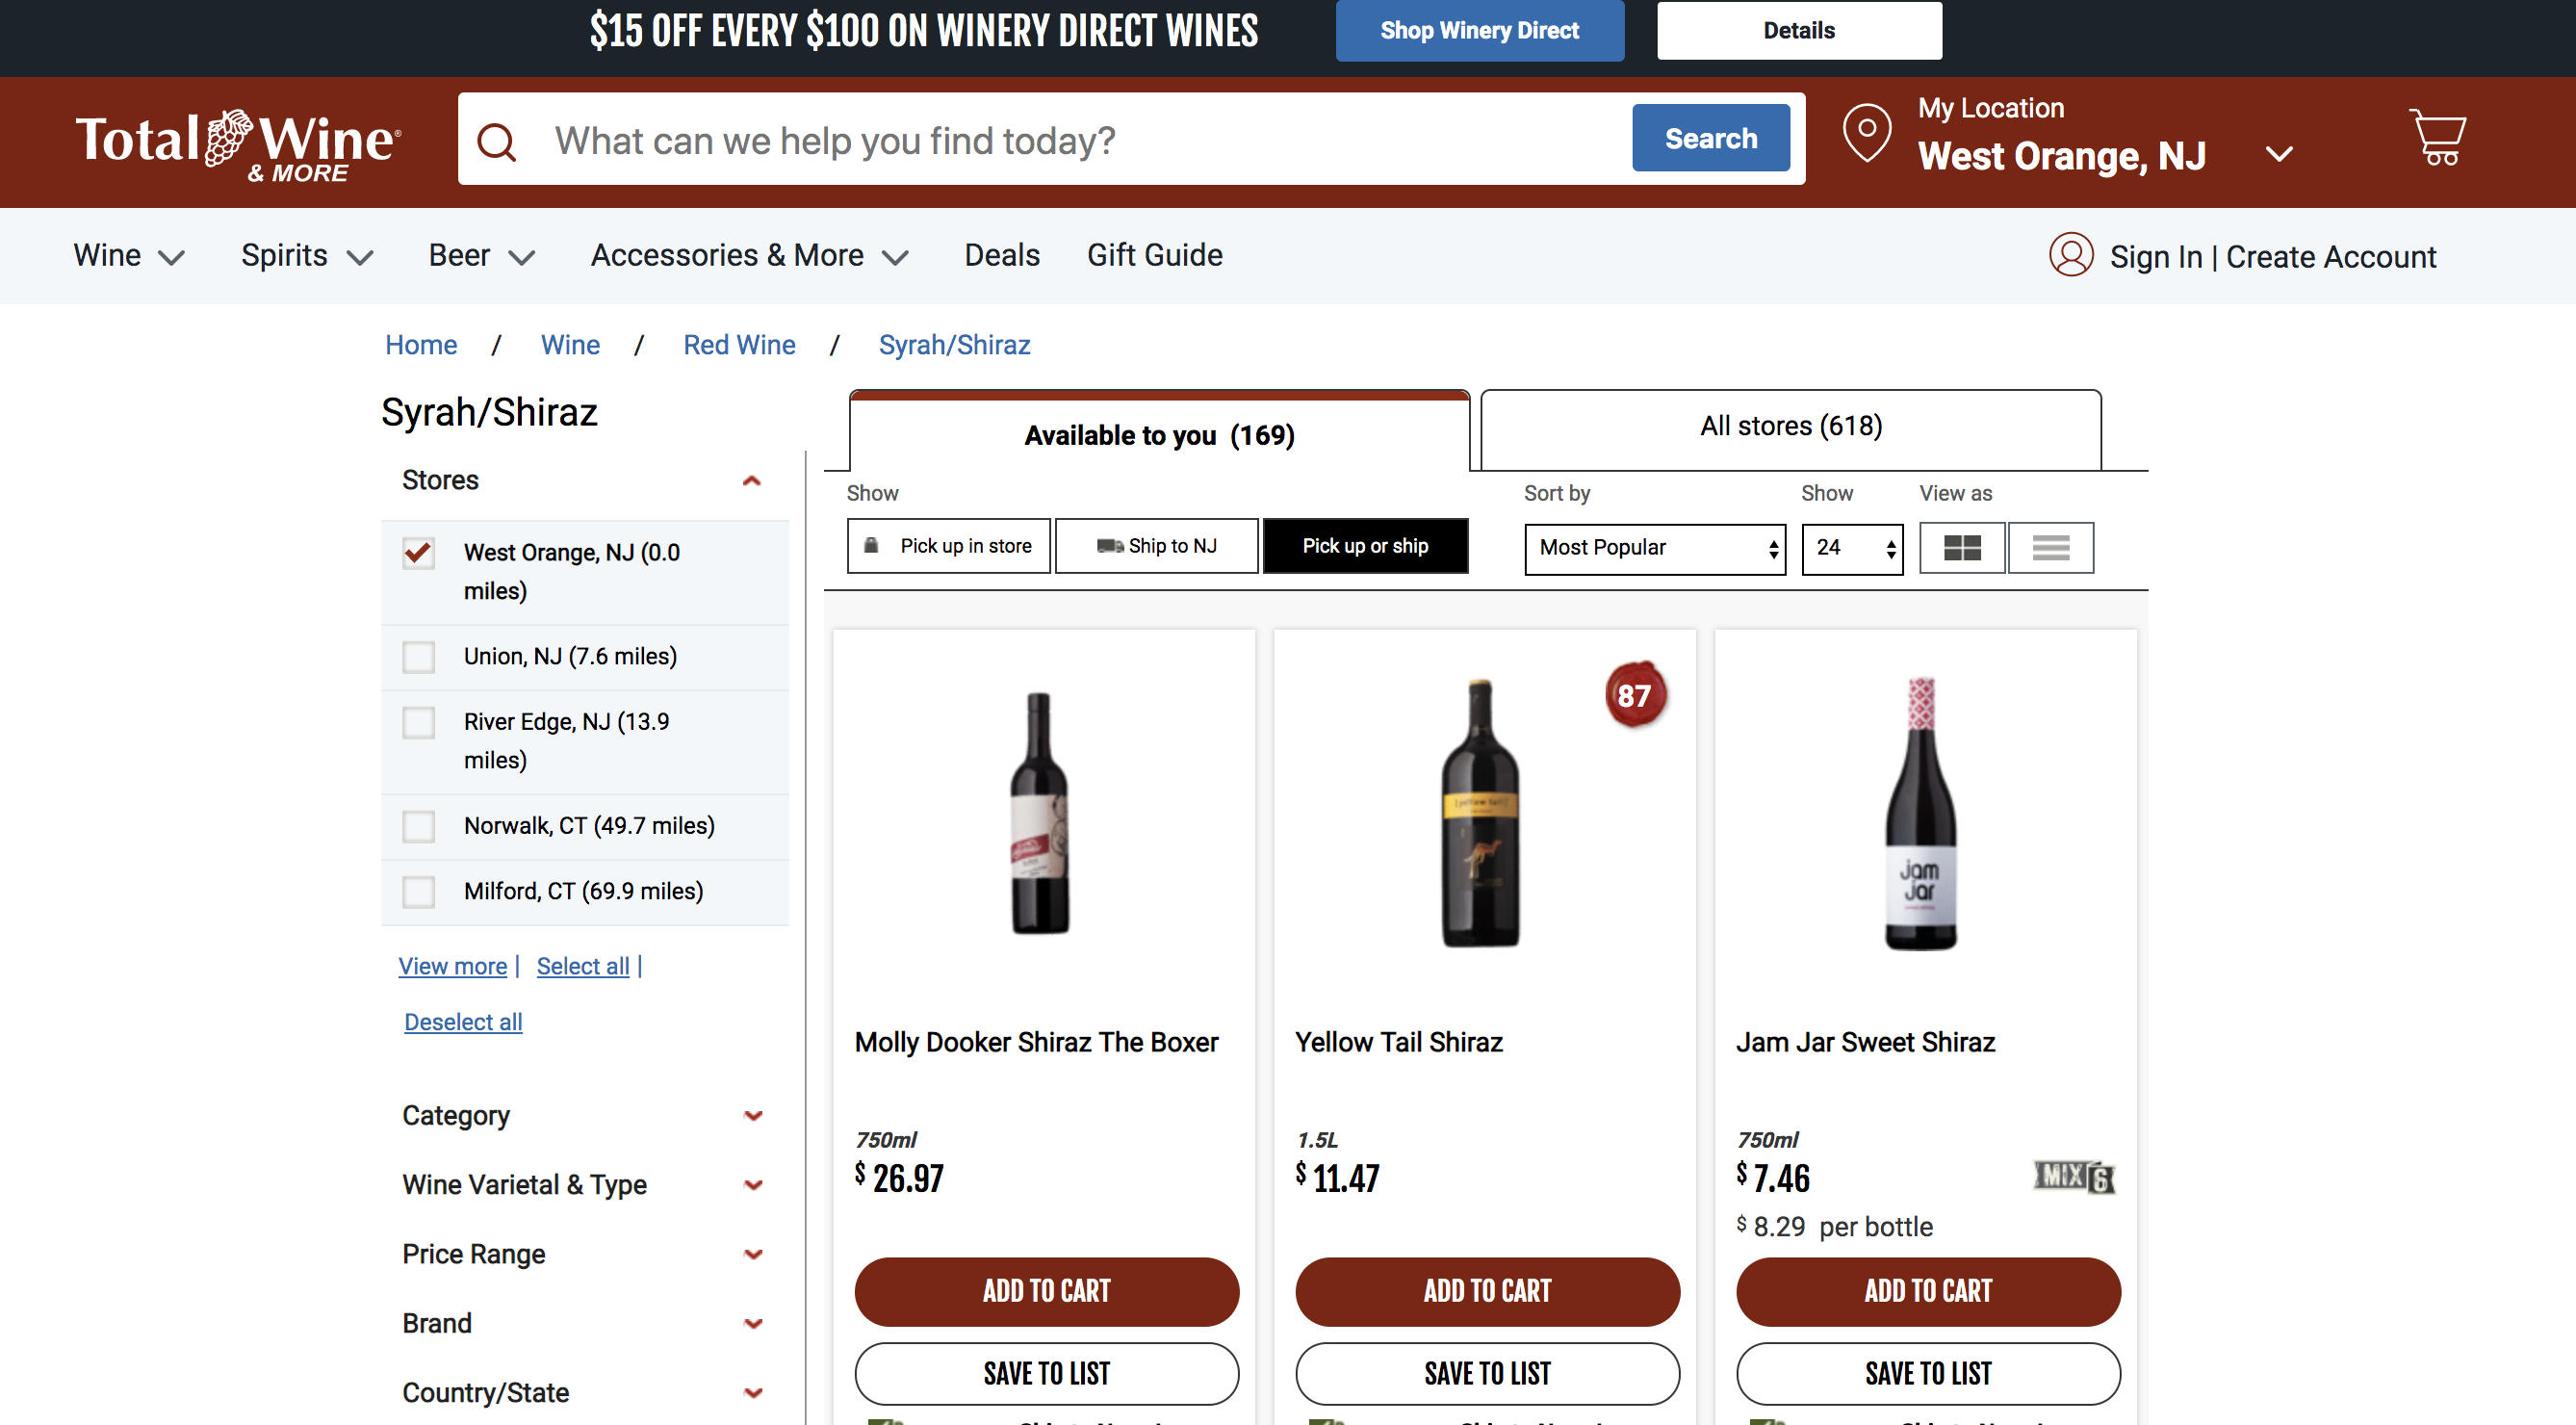 $15 OFF EVERY $100 ON WINERY DIRECT WINES
Shop Winery Direct
Details
Total Wine
& MORE
What can we help you find today?
Search
My Location
West Orange, NJ
Wine
Spirits
Beer
Accessories & More
Deals
Gift Guide
Sign In | Create Account
Home / Wine / Red Wine / Syrah/Shiraz
Syrah/Shiraz
Stores
West Orange, NJ (0.0
miles)
Union, NJ (7.6 miles)
River Edge, NJ (13.9
miles)
Norwalk, CT (49.7 miles)
Milford, CT (69.9 miles)
View more | Select all |
Deselect all
Category
Wine Varietal & Type
Price Range
Brand
Country/State
Available to you (169)
All stores (618)
Show
Pick up in store
Ship to NJ
Pick up or ship
Sort by
Most Popular
Show
24
View as
Molly Dooker Shiraz The Boxer
750ml
$ 26.97
ADD TO CART
SAVE TO LIST
87
[yellow tail]
Yellow Tail Shiraz
1.5L
$ 11.47
ADD TO CART
SAVE TO LIST
jam
jar
Jam Jar Sweet Shiraz
750ml
$ 7.46
MIX 6
$ 8.29 per bottle
ADD TO CART
SAVE TO LIST